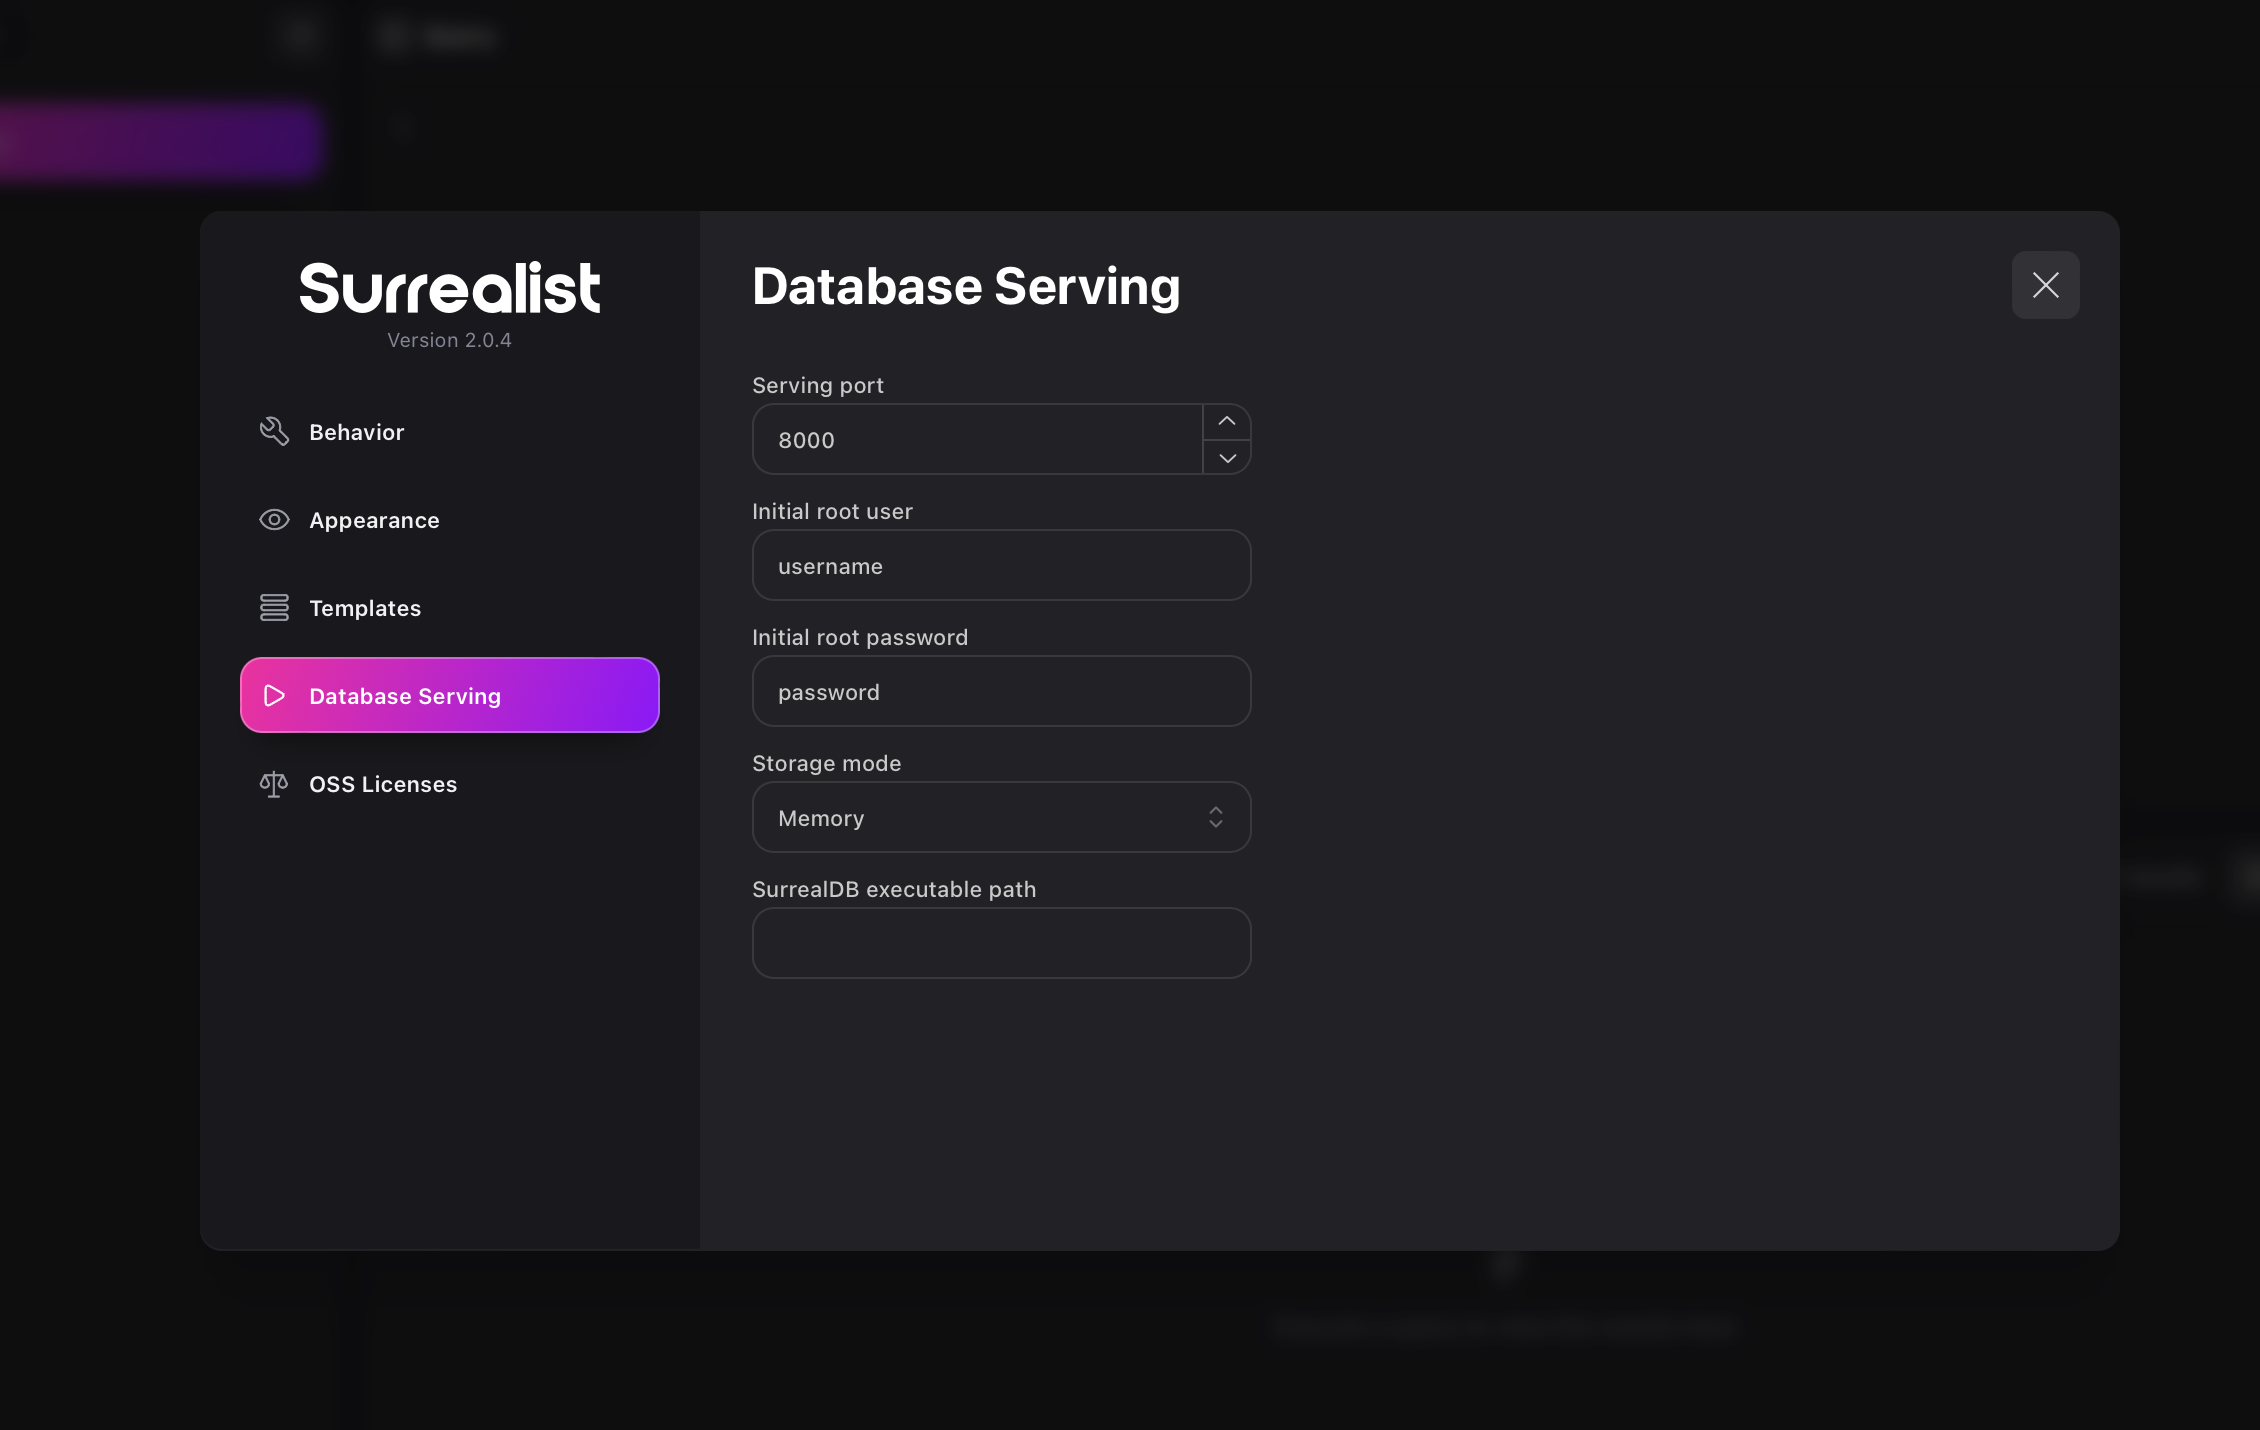 Surrealist
Version 2.0.4
Behavior
Appearance
Templates
Database Serving
OSS Licenses
Database Serving
Serving port
8000
Initial root user
username
Initial root password
password
Storage mode
Memory
SurrealDB executable path